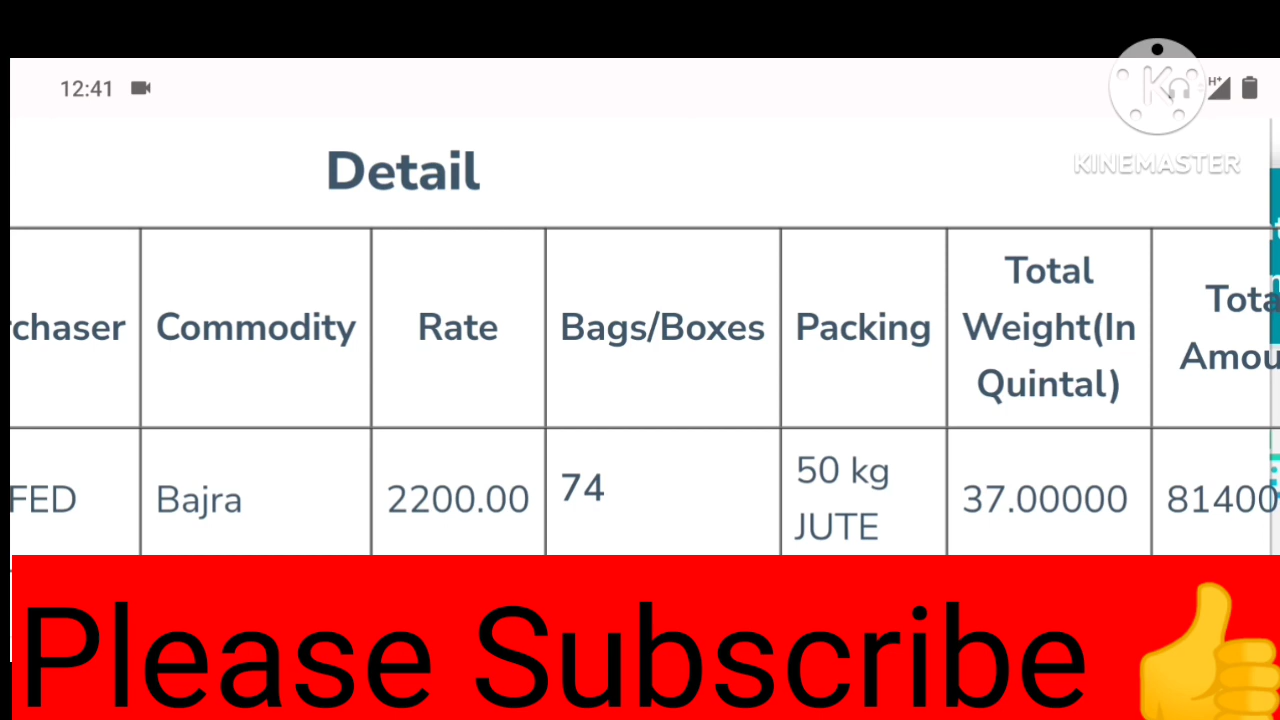 12:41
H+
KINEMASTER
Detail
rchaser Commodity Rate Bags/Boxes Packing Total Weight(In Quintal) Tota Amou
FED Bajra 2200.00 74 50 kg JUTE 37.00000 81400
Please Subscribe 👍